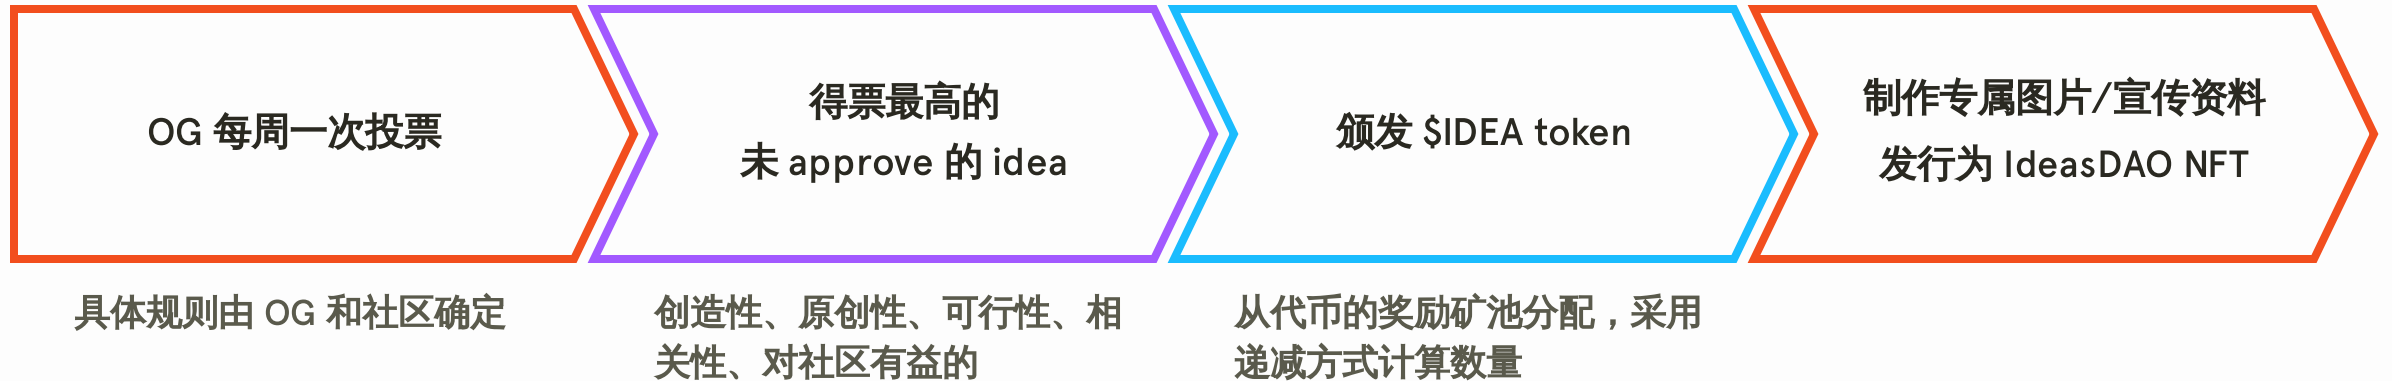 OG 每周一次投票
得票最高的
未 approve 的 idea
颁发 $IDEA token
制作专属图片/宣传资料
发行为 IdeasDAO NFT
具体规则由 OG 和社区确定
创造性、原创性、可行性、相
关性、对社区有益的
从代币的奖励矿池分配，采用
递减方式计算数量